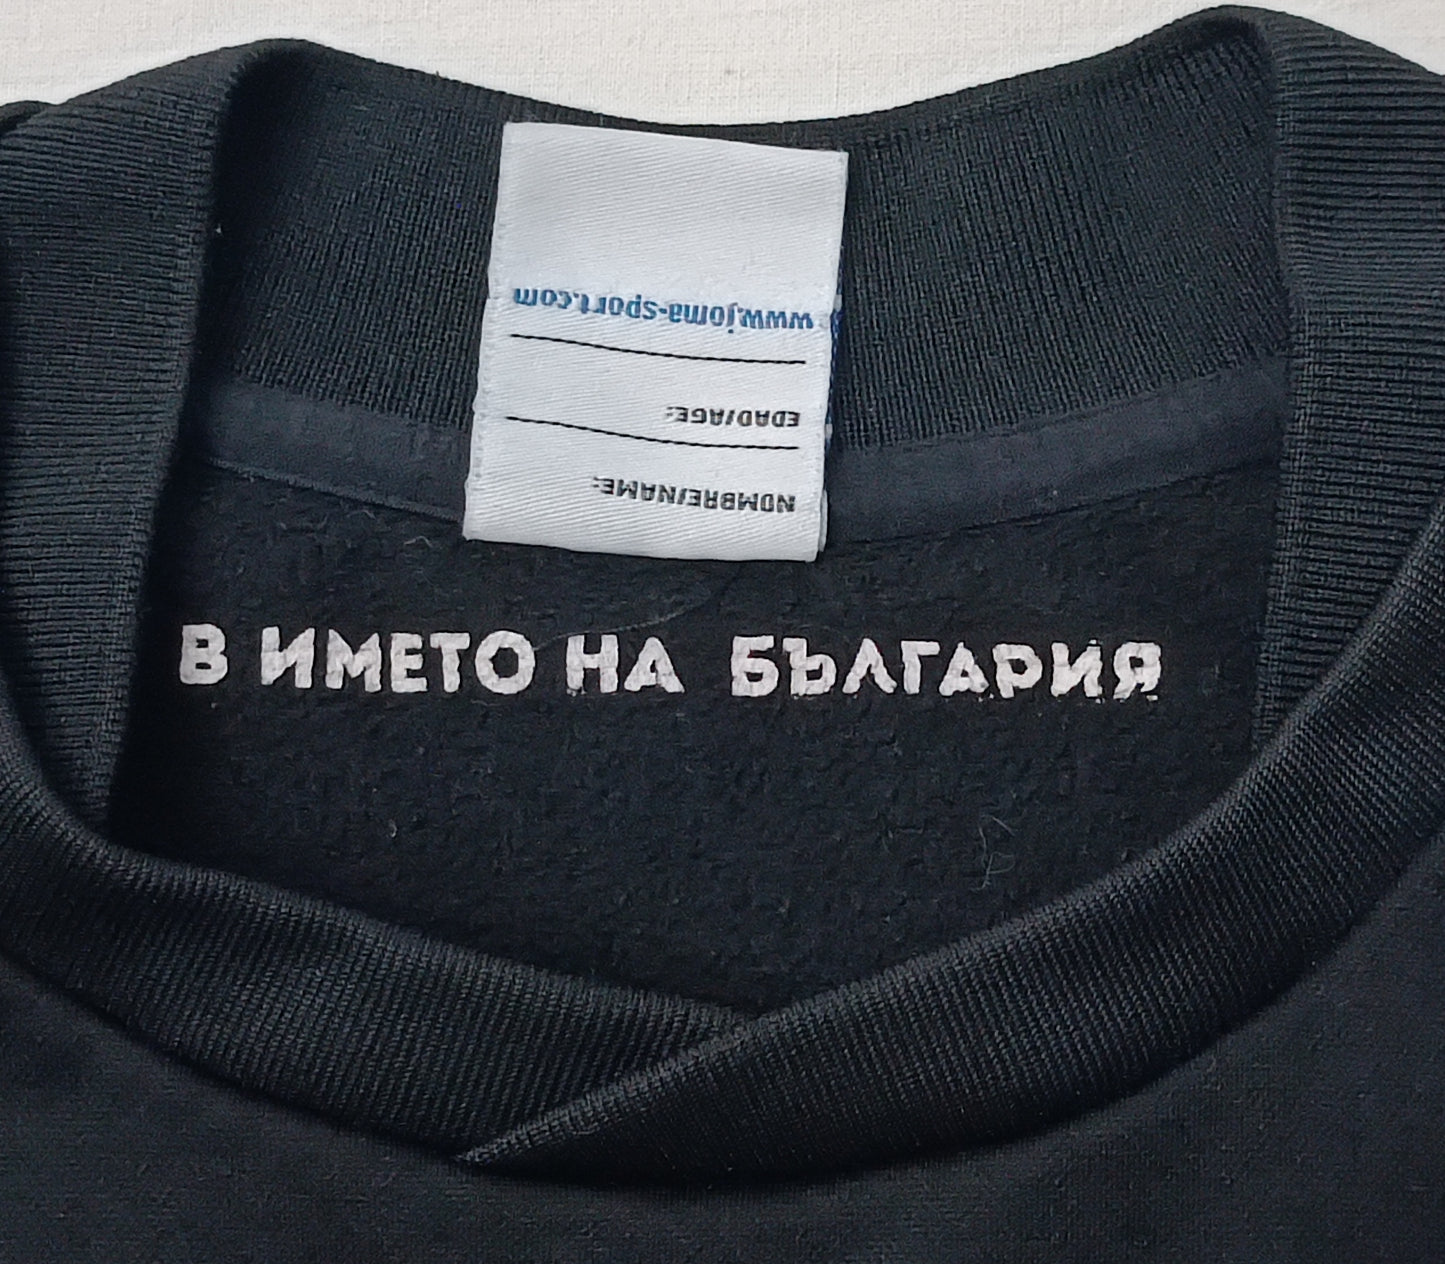 www.joma-sport.com
EDAD/AGE:
NOMBRE/NAME:
В ИМЕТО НА БЪЛГАРИЯ